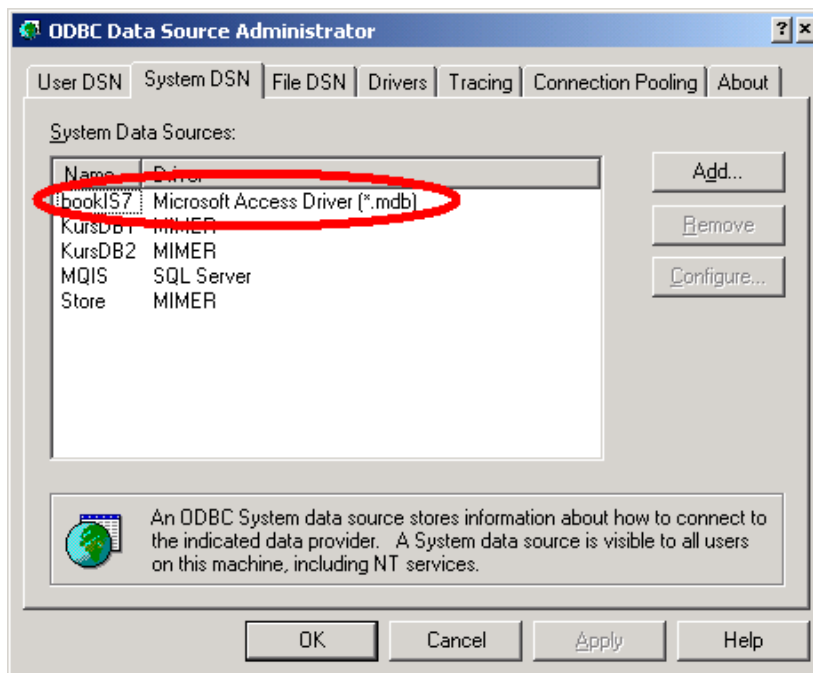 ODBC Data Source Administrator
User DSN System DSN File DSN Drivers Tracing Connection Pooling About
System Data Sources:
Name Driver
bookIS7 Microsoft Access Driver (*.mdb)
KursDB1 MIMER
KursDB2 MIMER
MQIS SQL Server
Store MIMER
Add...
Remove
Configure...
An ODBC System data source stores information about how to connect to
the indicated data provider. A System data source is visible to all users
on this machine, including NT services.
OK Cancel Apply Help